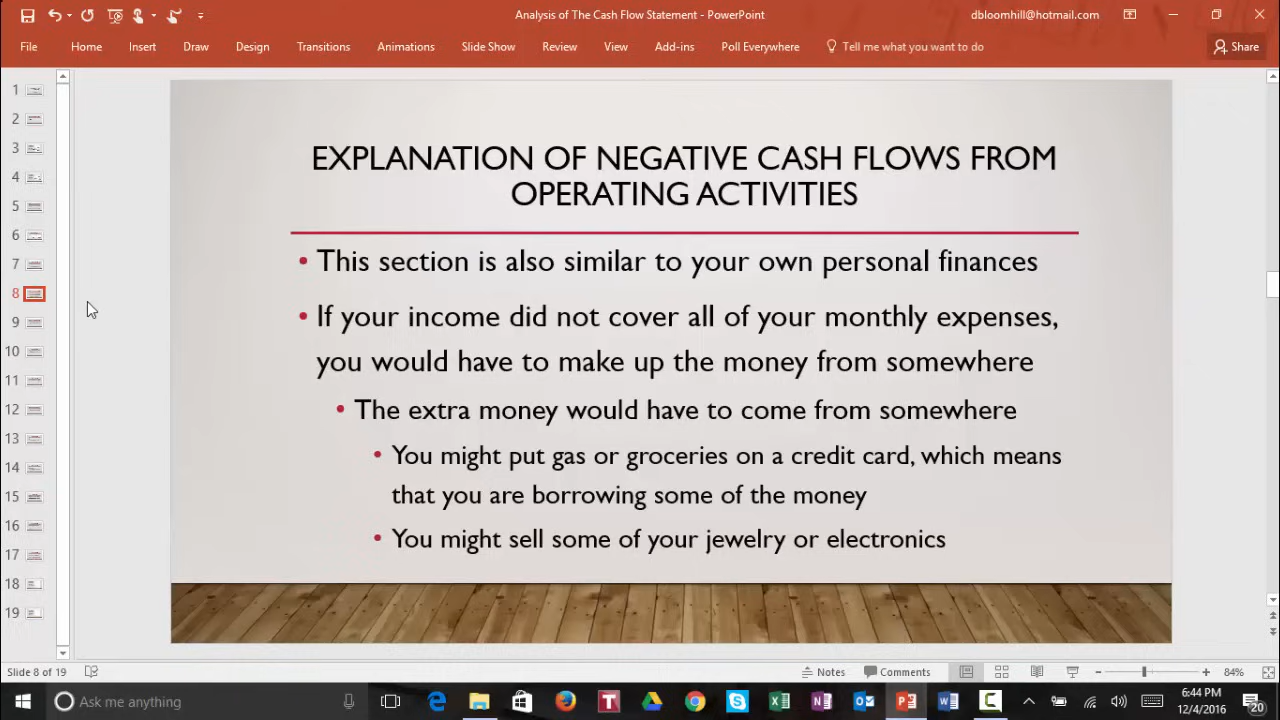 Analysis of The Cash Flow Statement - PowerPoint
dbloomhill@hotmail.com
File Home Insert Draw Design Transitions Animations Slide Show Review View Add-ins Poll Everywhere Tell me what you want to do Share
1
2
3
4
5
6
7
8
9
10
11
12
13
14
15
16
17
18
19
EXPLANATION OF NEGATIVE CASH FLOWS FROM
OPERATING ACTIVITIES
• This section is also similar to your own personal finances
• If your income did not cover all of your monthly expenses,
you would have to make up the money from somewhere
• The extra money would have to come from somewhere
• You might put gas or groceries on a credit card, which means
that you are borrowing some of the money
• You might sell some of your jewelry or electronics
Slide 8 of 19 Notes Comments 84%
Ask me anything
6:44 PM
12/4/2016
20